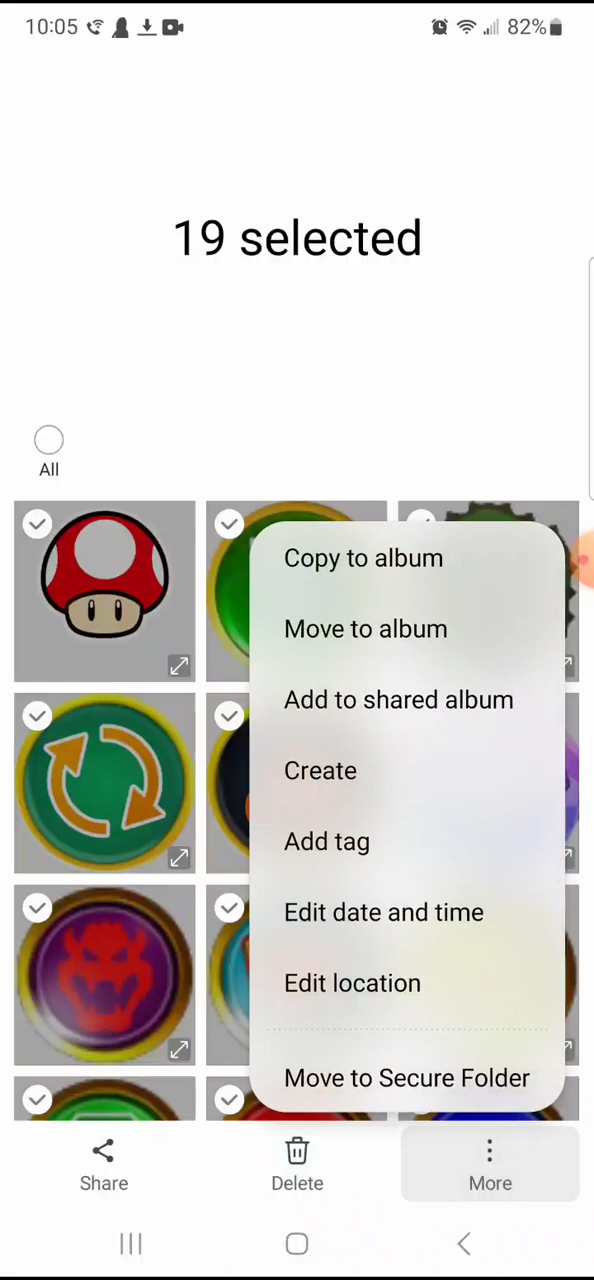 10:05
82%
19 selected
All
Copy to album
Move to album
Add to shared album
Create
Add tag
Edit date and time
Edit location
Move to Secure Folder
Share
Delete
More